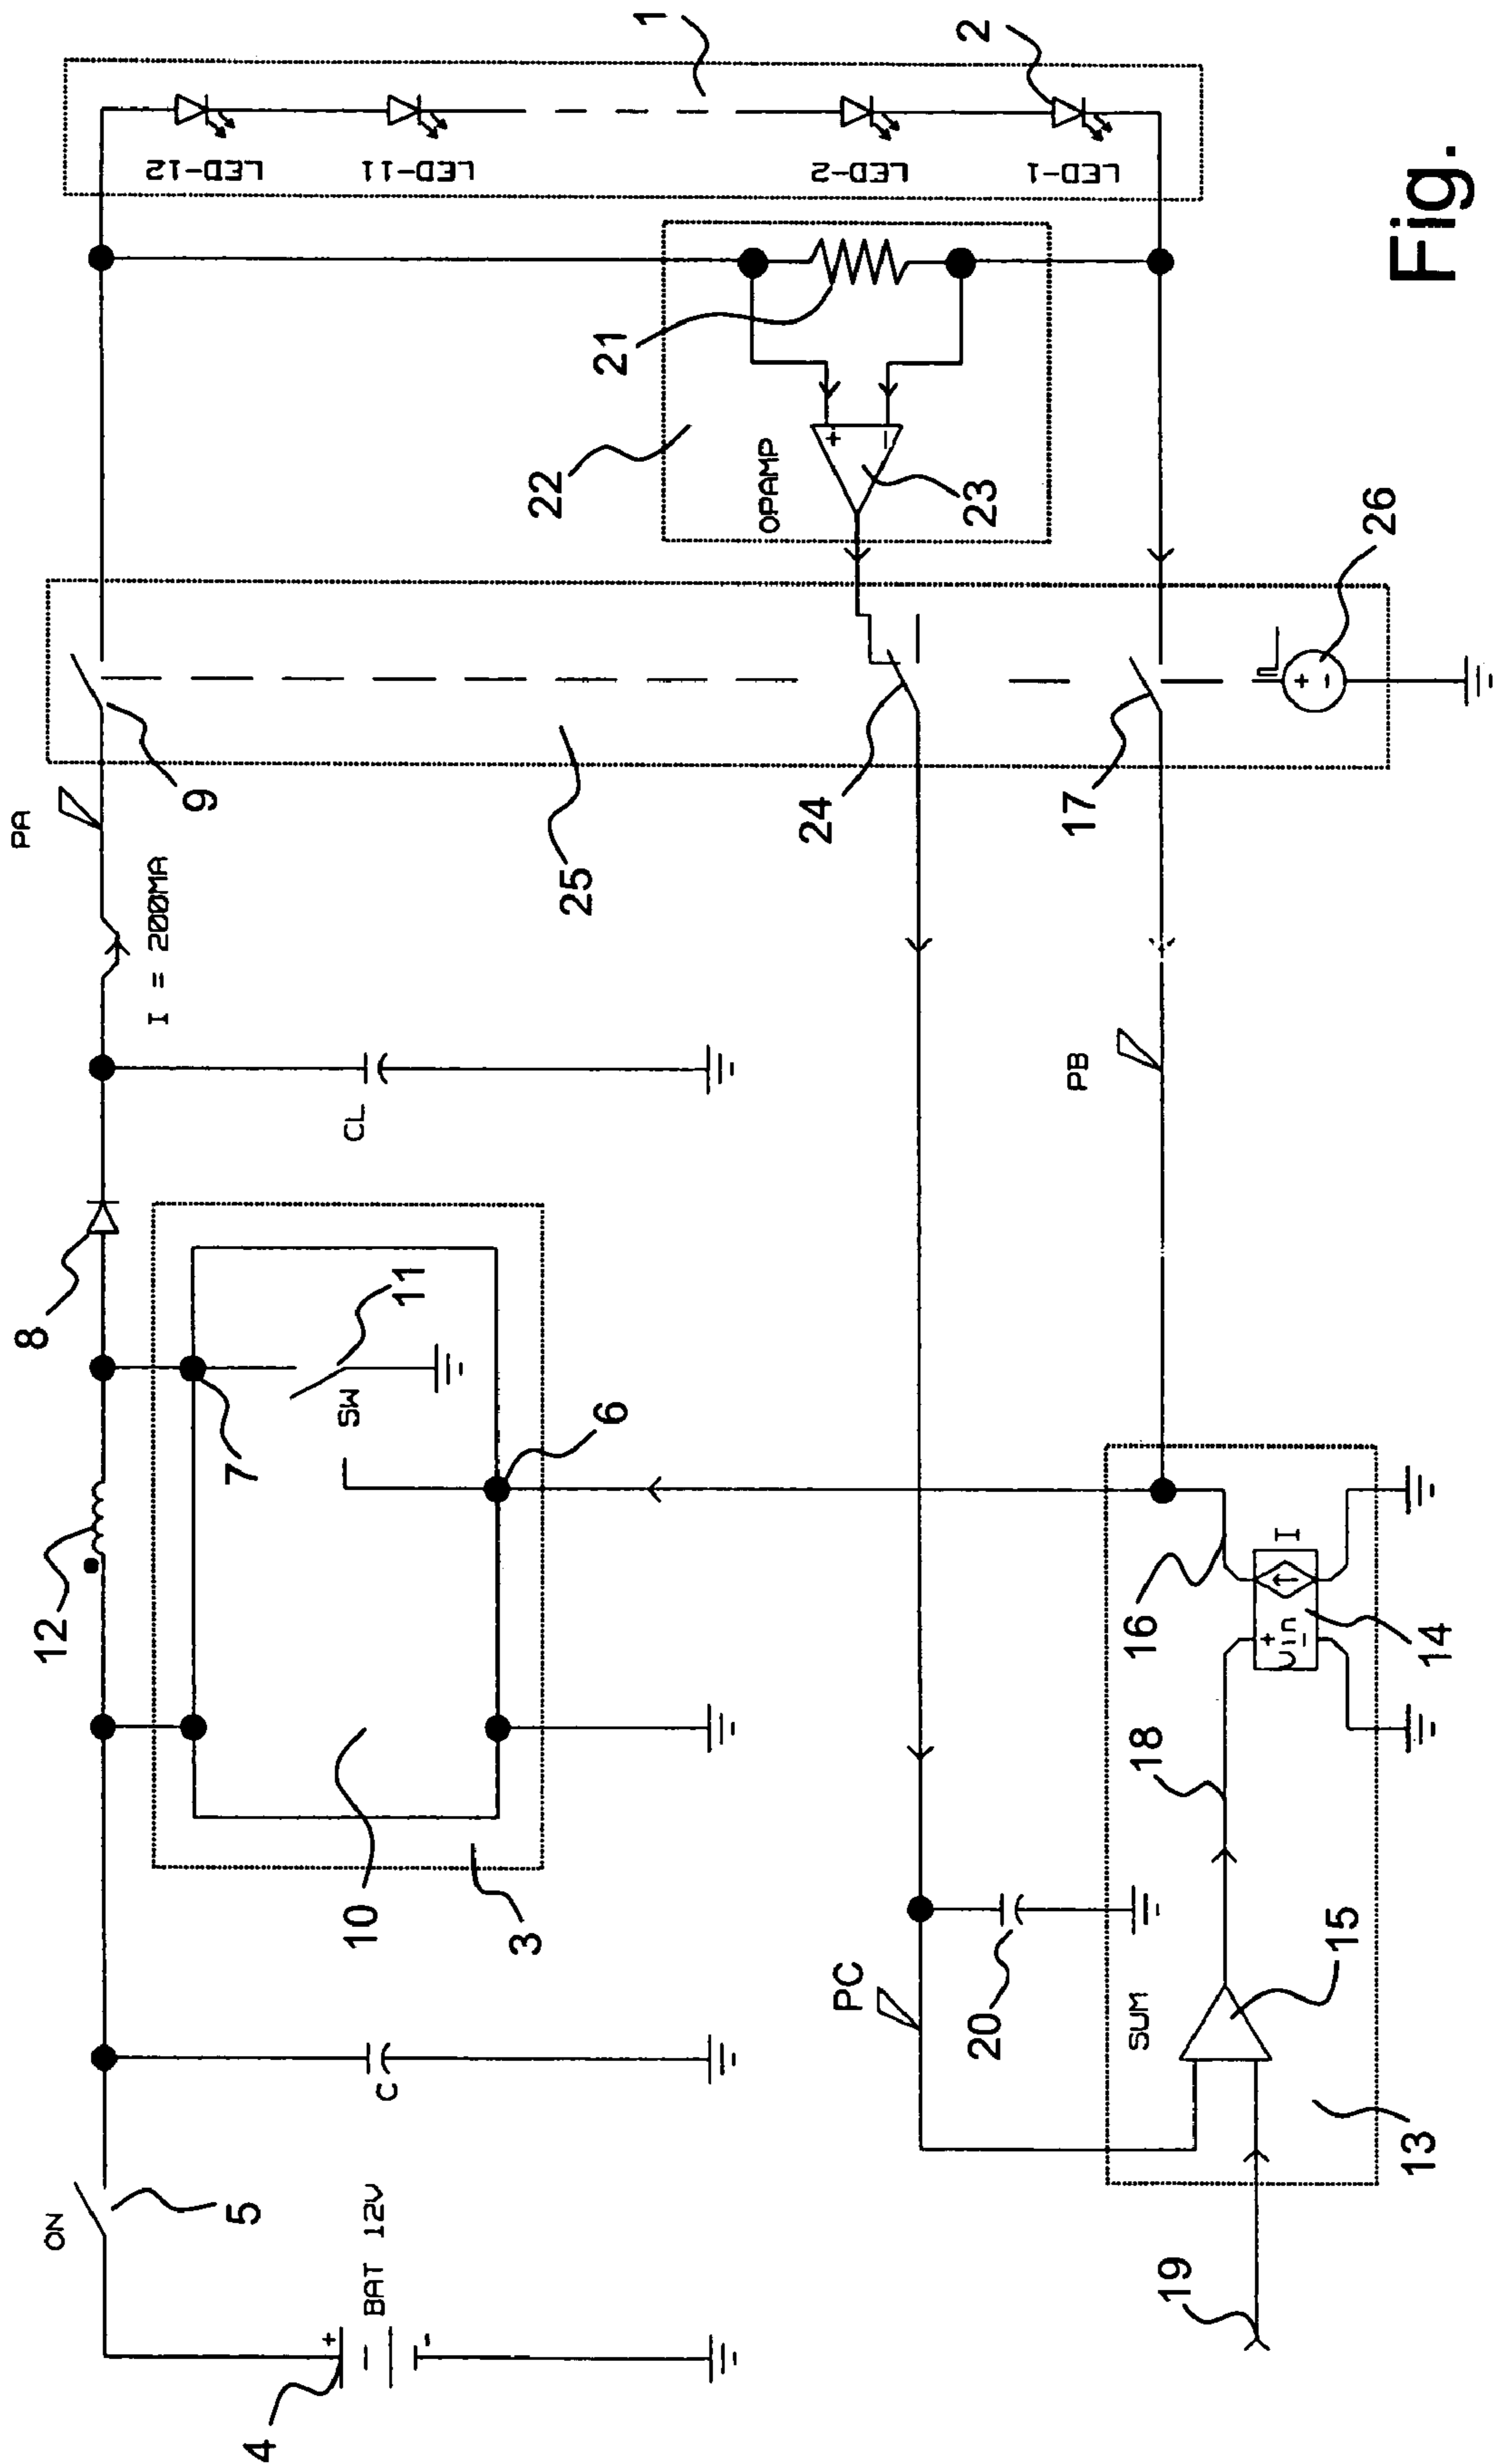 ON
12
8
PA
+
I = 200MA
9
LED-12
4
5
7
BAT 12V
-
C
10
SW
11
CL
LED-11
3
6
25
22
21
1
OPAMP
PC
24
+
-
LED-2
20
23
2
PB
17
LED-1
SUM
18
16
19
15
+
-
Uin
I
+
-
13
14
26
Fig.